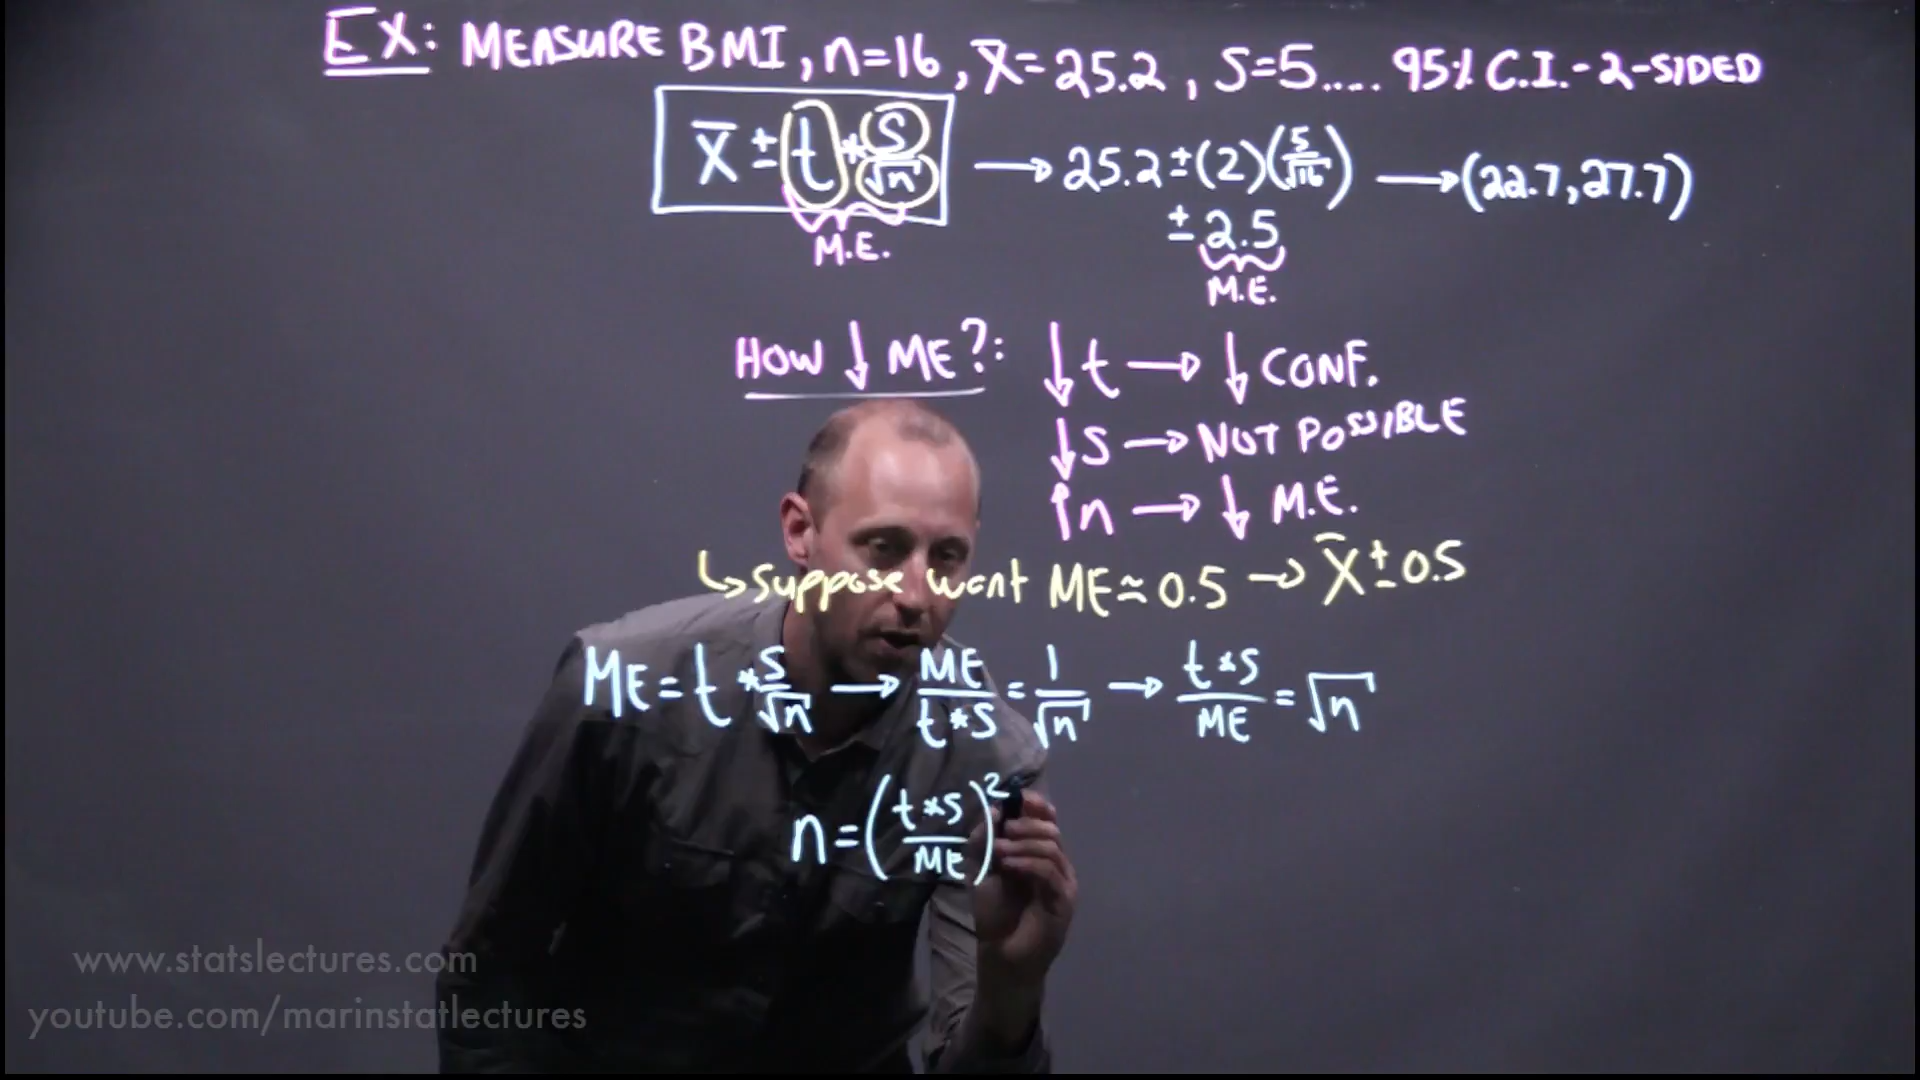 EX: MEASURE BMI, n=16, X̄=25.2, S=5.... 95% C.I.-2-SIDED
X̄ ± t * S/√n → 25.2 ± (2)(5/√16) → (22.7, 27.7)
± 2.5
M.E.
M.E.
HOW ↓ ME?: ↓ t → ↓ CONF.
↓ S → NOT POSSIBLE
↑ n → ↓ M.E.
↳ Suppose want ME ≈ 0.5 → X̄ ± 0.5
ME = t * S/√n → ME/t*S = 1/√n → t*S/ME = √n
n = (t*S/ME)²
www.statslectures.com
youtube.com/marinstatlectures